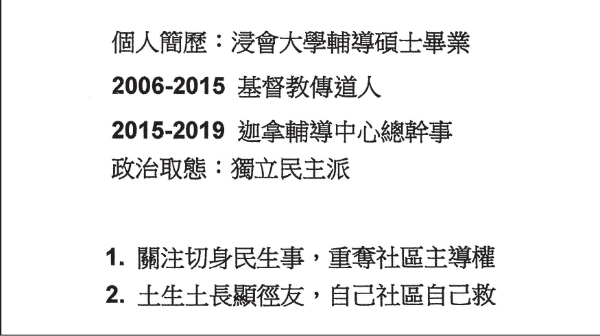 個人簡歷：浸會大學輔導碩士畢業
2006-2015 基督教傳道人
2015-2019 迦拿輔導中心總幹事
政治取態：獨立民主派
1. 關注切身民生事，重奪社區主導權
2. 土生土長顯徑友，自己社區自己救